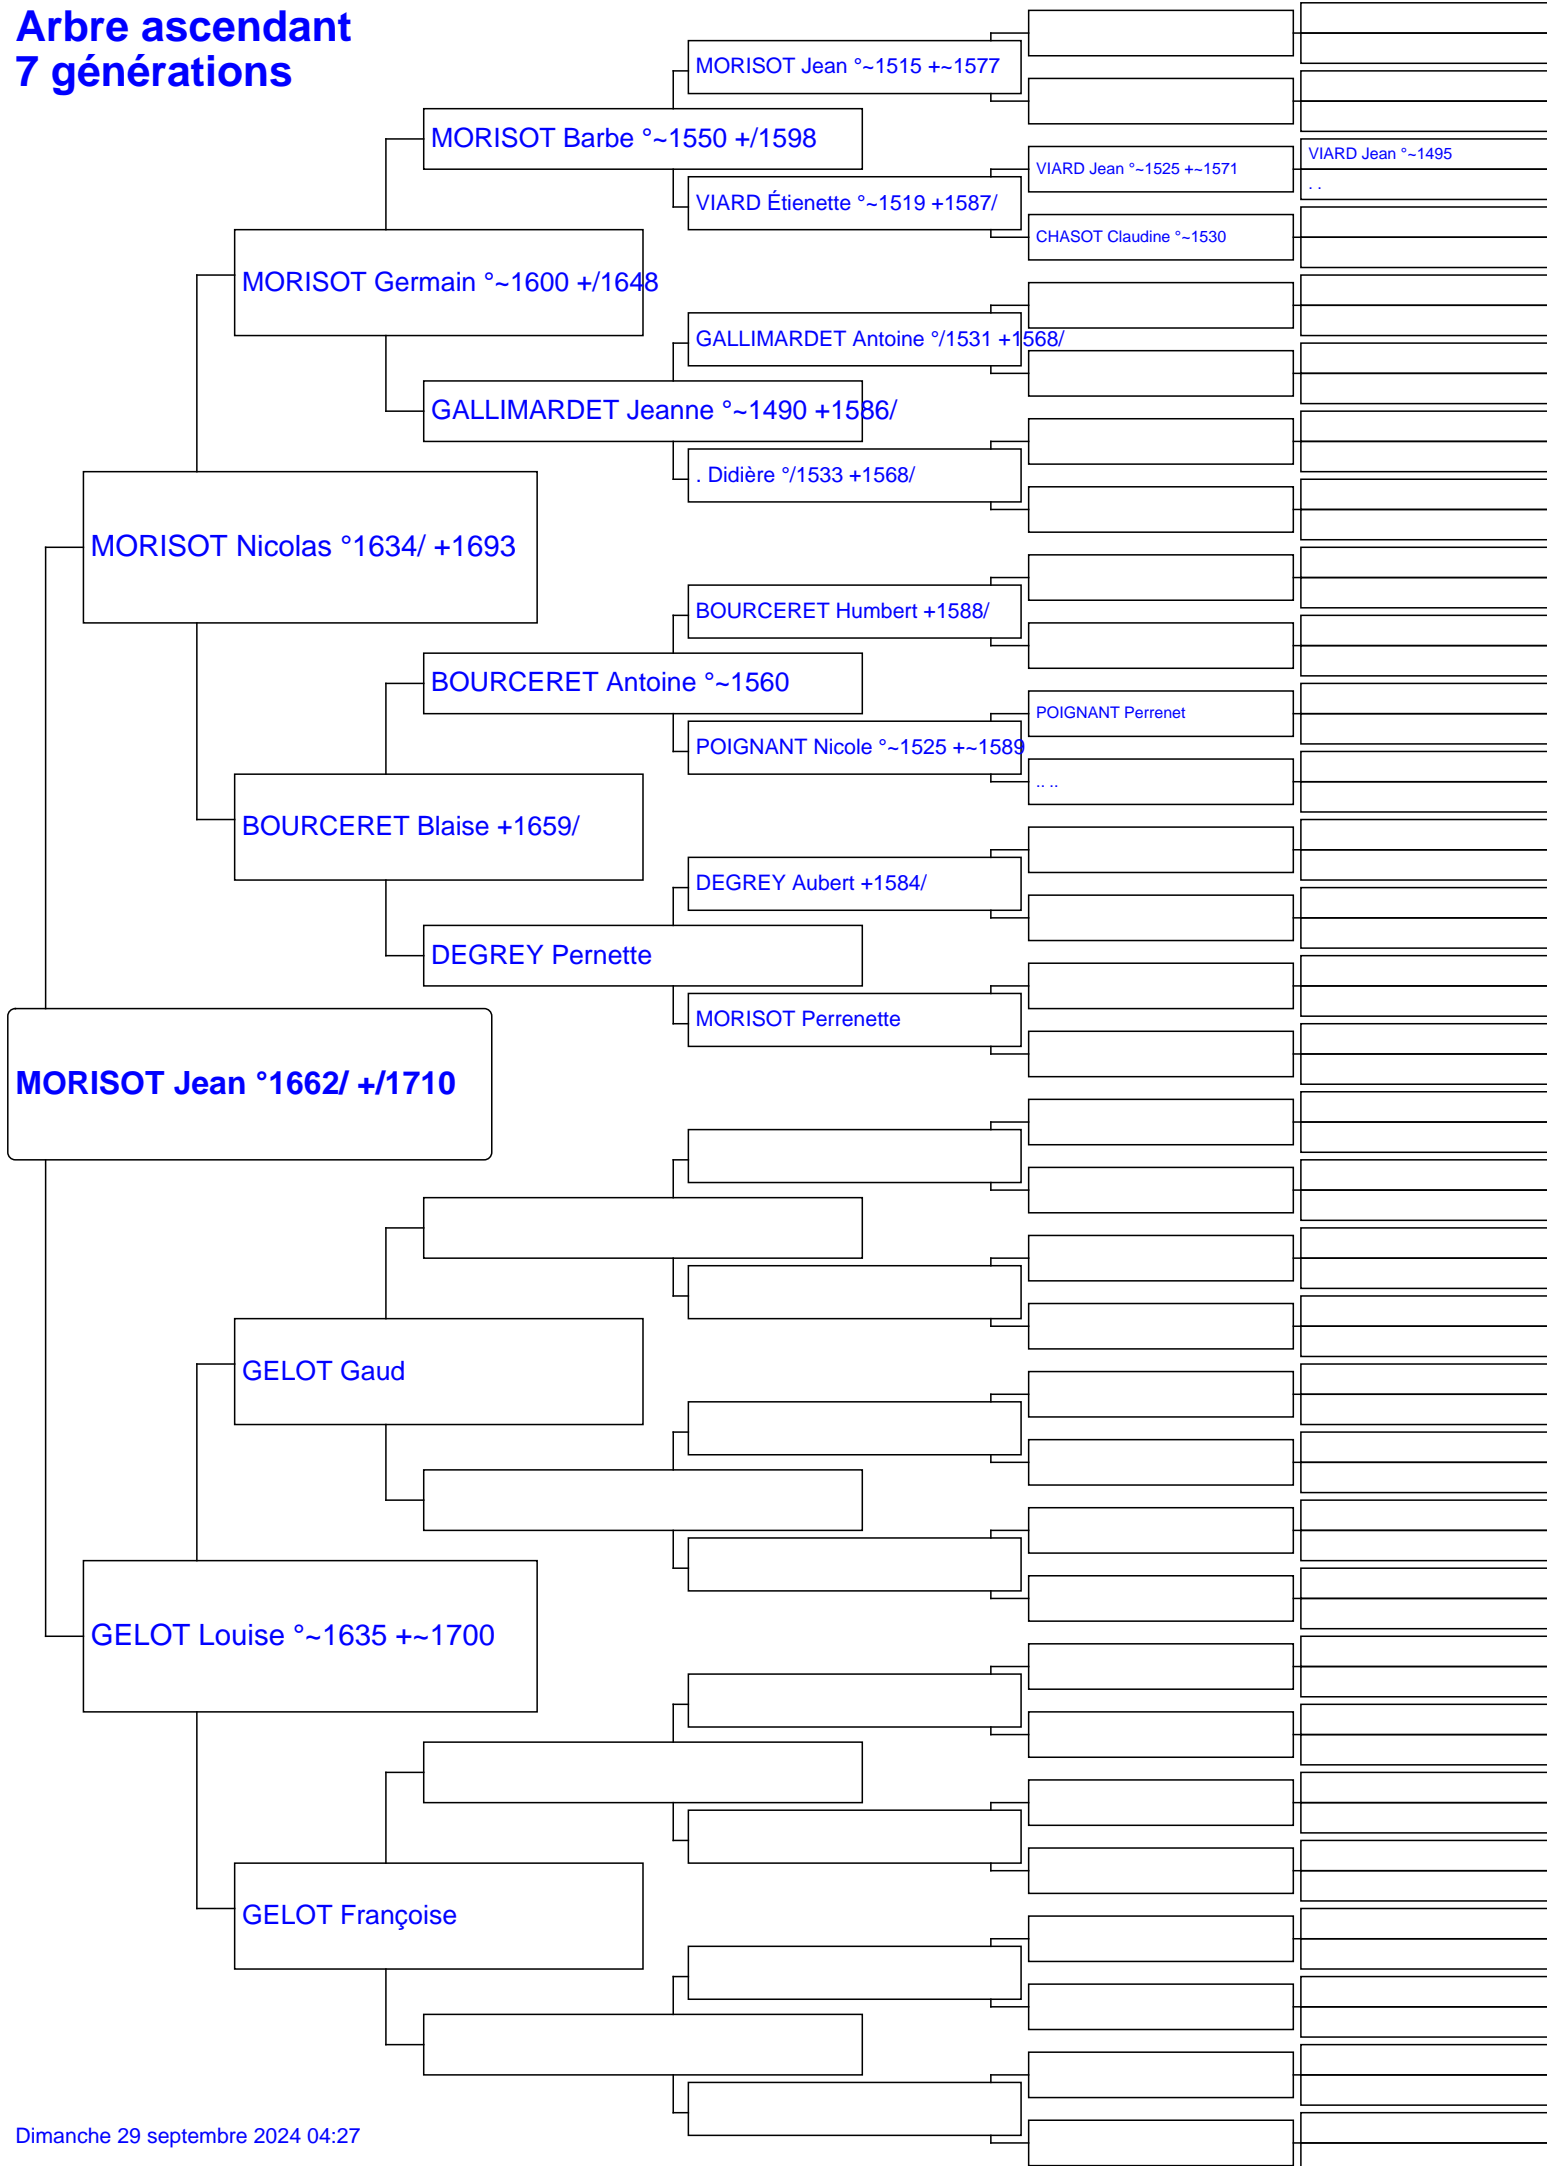 Arbre ascendant
7 générations
MORISOT Jean °~1515 +~1577
MORISOT Barbe °~1550 +/1598
VIARD Jean °~1525 +~1571
VIARD Jean °~1495
. .
VIARD Étienette °~1519 +1587/
CHASOT Claudine °~1530
MORISOT Germain °~1600 +/1648
GALLIMARDET Antoine °/1531 +1568/
GALLIMARDET Jeanne °~1490 +1586/
. Didière °/1533 +1568/
MORISOT Nicolas °1634/ +1693
BOURCERET Humbert +1588/
BOURCERET Antoine °~1560
POIGNANT Perrenet
POIGNANT Nicole °~1525 +~1589
.. ..
BOURCERET Blaise +1659/
DEGREY Aubert +1584/
DEGREY Pernette
MORISOT Perrenette
MORISOT Jean °1662/ +/1710
GELOT Gaud
GELOT Louise °~1635 +~1700
GELOT Françoise
Dimanche 29 septembre 2024 04:27